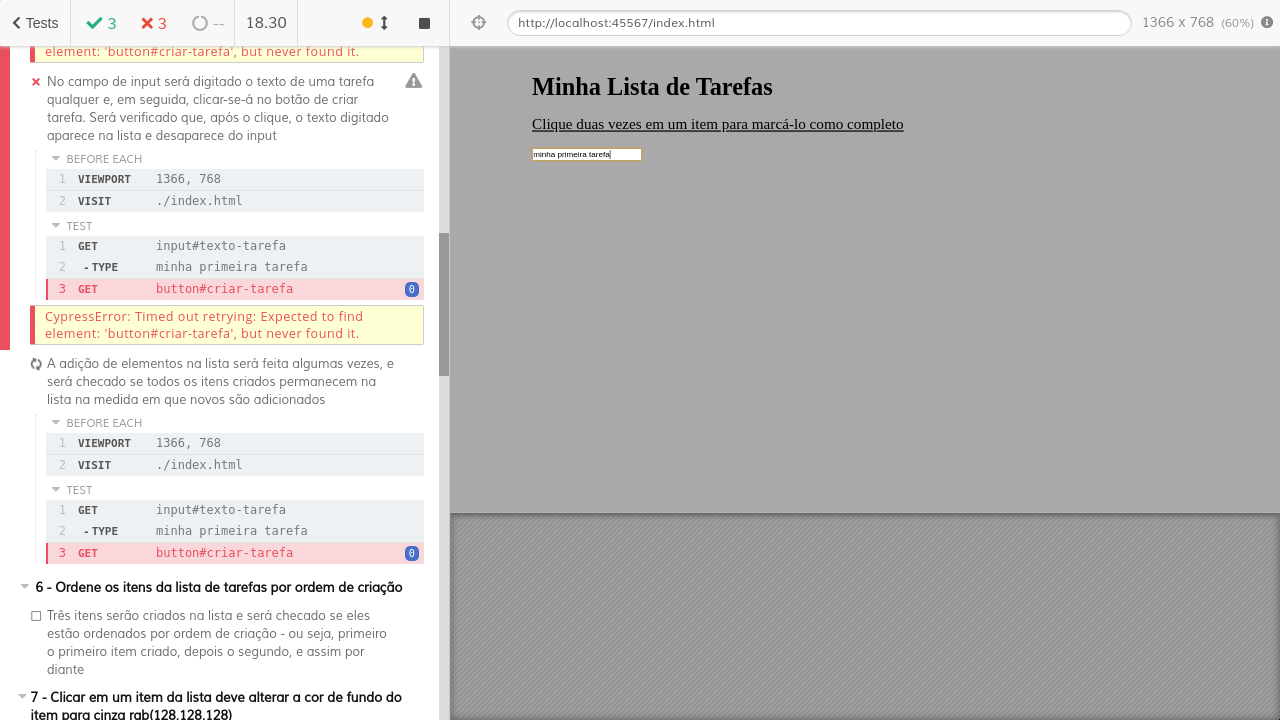 Tests 3 3 -- 18.30
http://localhost:45567/index.html 1366 x 768 (60%)
element: 'button#criar-tarefa', but never found it.
No campo de input será digitado o texto de uma tarefa
qualquer e, em seguida, clicar-se-á no botão de criar
tarefa. Será verificado que, após o clique, o texto digitado
aparece na lista e desaparece do input
BEFORE EACH
1 VIEWPORT 1366, 768
2 VISIT ./index.html
TEST
1 GET input#texto-tarefa
2 -TYPE minha primeira tarefa
3 GET button#criar-tarefa 0
CypressError: Timed out retrying: Expected to find
element: 'button#criar-tarefa', but never found it.
A adição de elementos na lista será feita algumas vezes, e
será checado se todos os itens criados permanecem na
lista na medida em que novos são adicionados
BEFORE EACH
1 VIEWPORT 1366, 768
2 VISIT ./index.html
TEST
1 GET input#texto-tarefa
2 -TYPE minha primeira tarefa
3 GET button#criar-tarefa 0
6 - Ordene os itens da lista de tarefas por ordem de criação
Três itens serão criados na lista e será checado se eles
estão ordenados por ordem de criação - ou seja, primeiro
o primeiro item criado, depois o segundo, e assim por
diante
7 - Clicar em um item da lista deve alterar a cor de fundo do
item para cinza rgb(128,128,128)
Minha Lista de Tarefas
Clique duas vezes em um item para marcá-lo como completo
minha primeira tarefa